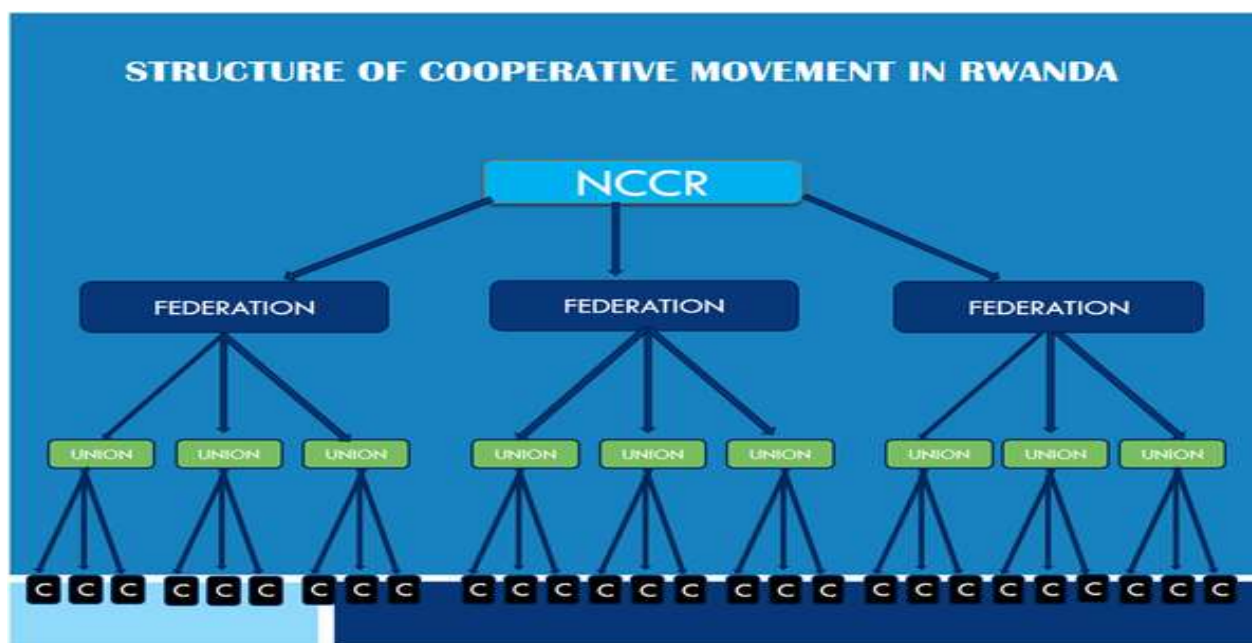 STRUCTURE OF COOPERATIVE MOVEMENT IN RWANDA
NCCR
FEDERATION FEDERATION FEDERATION
UNION UNION UNION UNION UNION UNION UNION UNION UNION
C C C C C C C C C C C C C C C C C C C C C C C C C C C